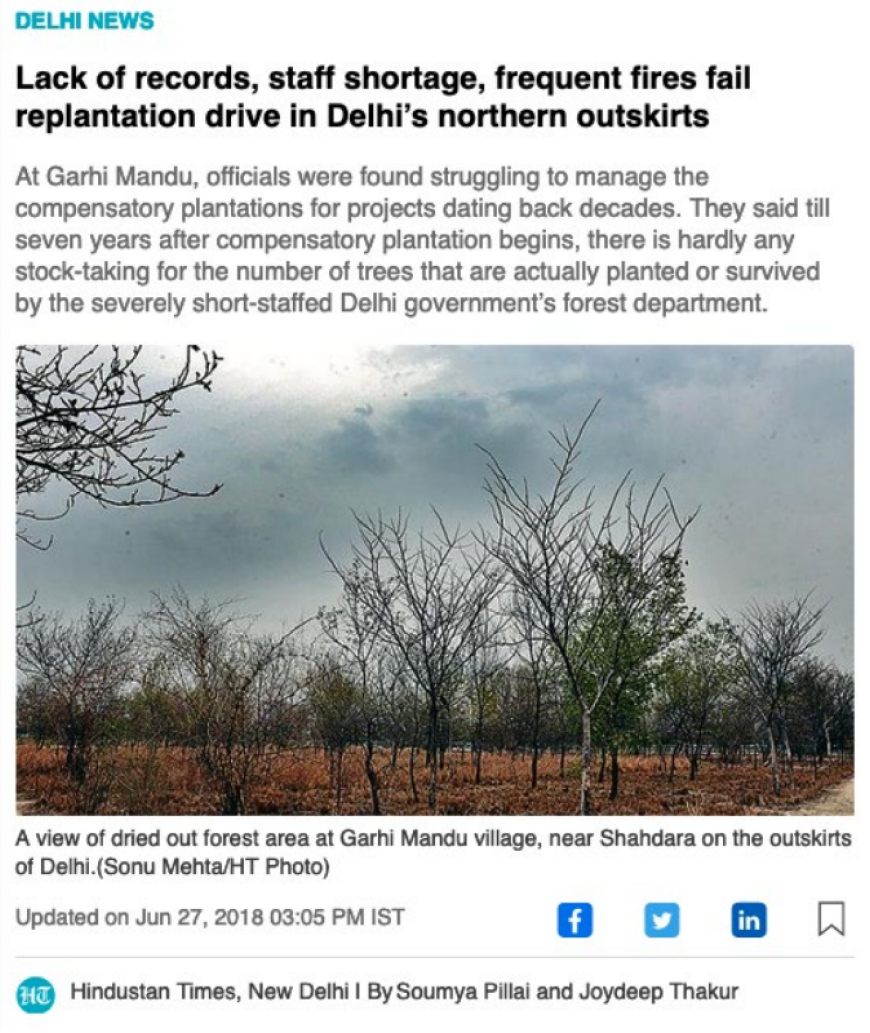 DELHI NEWS
Lack of records, staff shortage, frequent fires fail
replantation drive in Delhi's northern outskirts
At Garhi Mandu, officials were found struggling to manage the
compensatory plantations for projects dating back decades. They said till
seven years after compensatory plantation begins, there is hardly any
stock-taking for the number of trees that are actually planted or survived
by the severely short-staffed Delhi government's forest department.
A view of dried out forest area at Garhi Mandu village, near Shahdara on the outskirts
of Delhi.(Sonu Mehta/HT Photo)
Updated on Jun 27, 2018 03:05 PM IST
f
in
HT
Hindustan Times, New Delhi I By Soumya Pillai and Joydeep Thakur